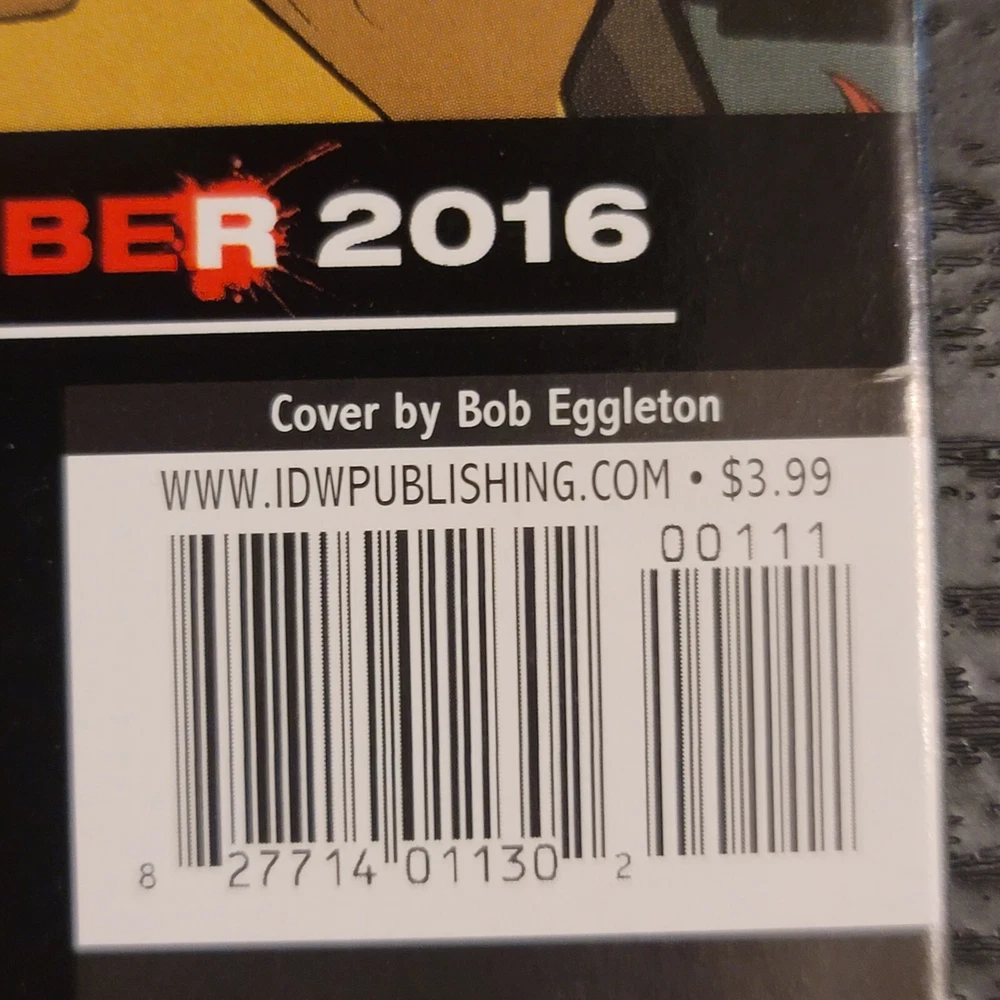 BER 2016
Cover by Bob Eggleton
WWW.IDWPUBLISHING.COM • $3.99
00111
8 27714 01130 2